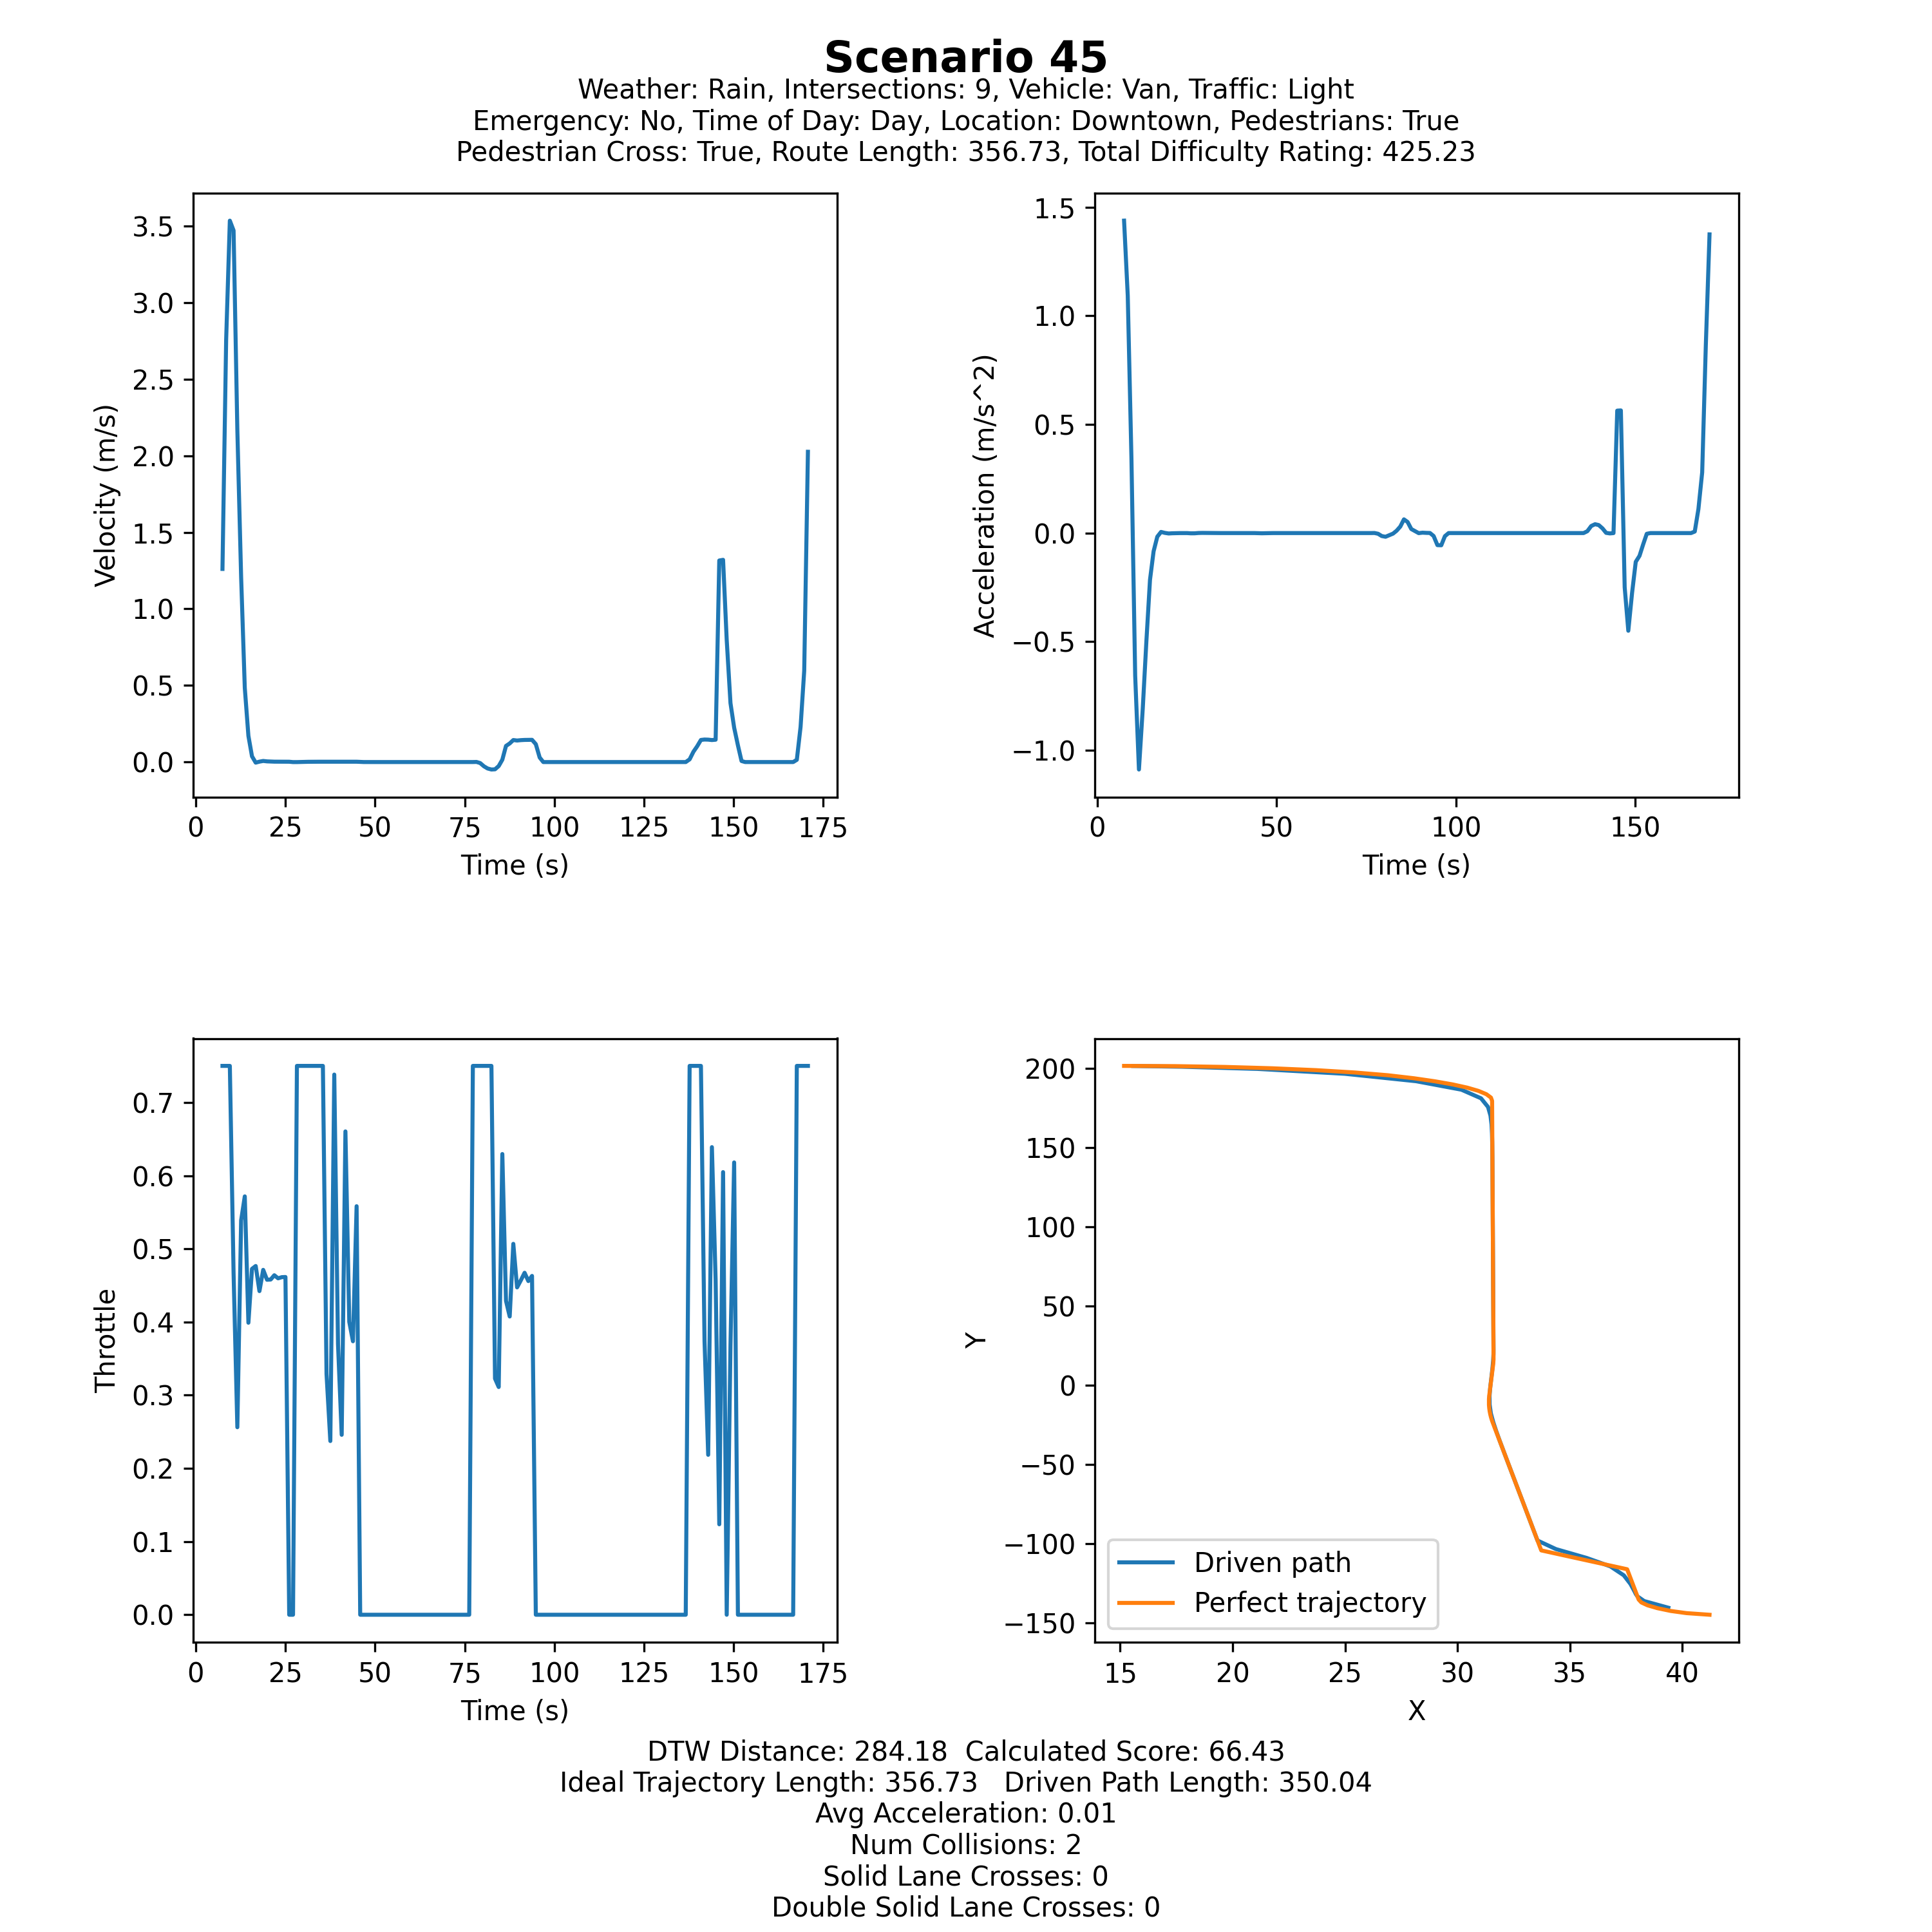 Scenario 45
Weather: Rain, Intersections: 9, Vehicle: Van, Traffic: Light
Emergency: No, Time of Day: Day, Location: Downtown, Pedestrians: True
Pedestrian Cross: True, Route Length: 356.73, Total Difficulty Rating: 425.23
Velocity (m/s)
3.5
3.0
2.5
2.0
1.5
1.0
0.5
0.0
0 25 50 75 100 125 150 175
Time (s)
Acceleration (m/s^2)
1.5
1.0
0.5
0.0
−0.5
−1.0
0 50 100 150
Time (s)
Throttle
0.7
0.6
0.5
0.4
0.3
0.2
0.1
0.0
0 25 50 75 100 125 150 175
Time (s)
Y
200
150
100
50
0
−50
−100
−150
Driven path
Perfect trajectory
15 20 25 30 35 40
X
DTW Distance: 284.18  Calculated Score: 66.43
Ideal Trajectory Length: 356.73   Driven Path Length: 350.04
Avg Acceleration: 0.01
Num Collisions: 2
Solid Lane Crosses: 0
Double Solid Lane Crosses: 0